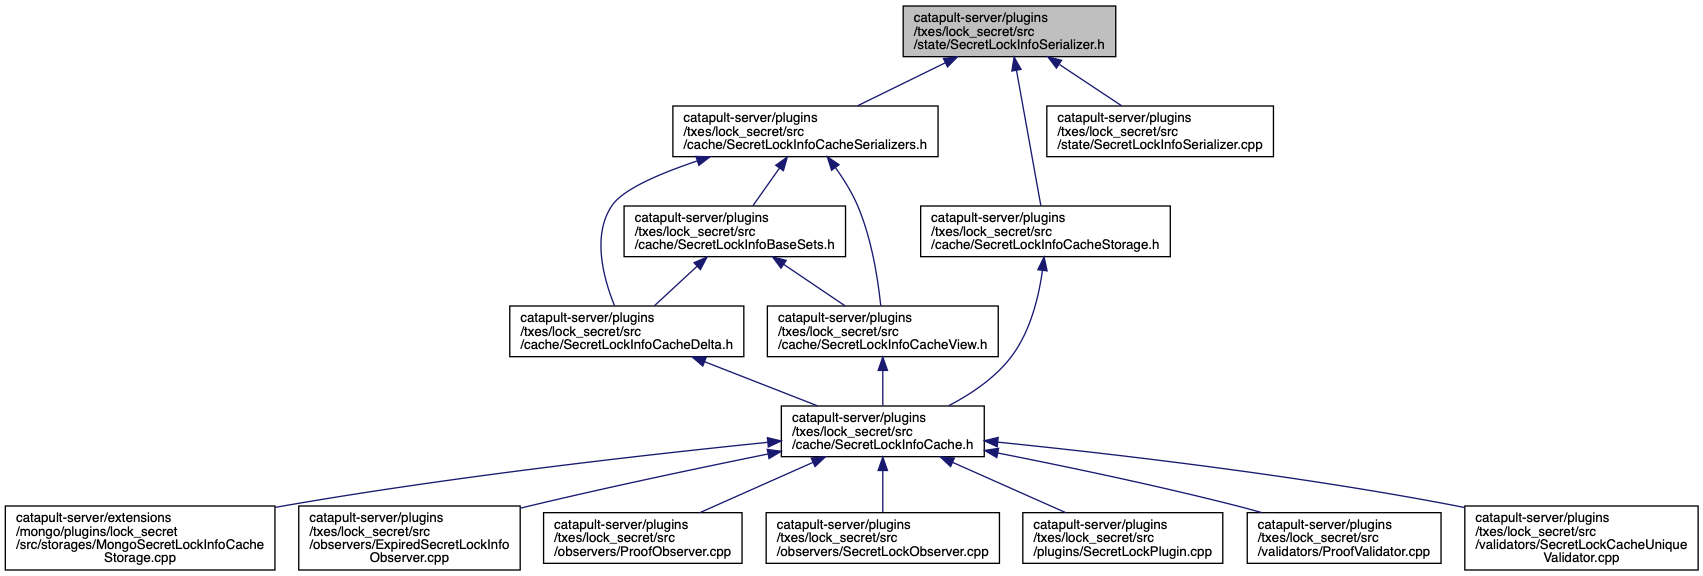 catapult-server/plugins
/txes/lock_secret/src
/state/SecretLockInfoSerializer.h
catapult-server/plugins
/txes/lock_secret/src
/cache/SecretLockInfoCacheSerializers.h
catapult-server/plugins
/txes/lock_secret/src
/state/SecretLockInfoSerializer.cpp
catapult-server/plugins
/txes/lock_secret/src
/cache/SecretLockInfoBaseSets.h
catapult-server/plugins
/txes/lock_secret/src
/cache/SecretLockInfoCacheStorage.h
catapult-server/plugins
/txes/lock_secret/src
/cache/SecretLockInfoCacheDelta.h
catapult-server/plugins
/txes/lock_secret/src
/cache/SecretLockInfoCacheView.h
catapult-server/plugins
/txes/lock_secret/src
/cache/SecretLockInfoCache.h
catapult-server/extensions
/mongo/plugins/lock_secret
/src/storages/MongoSecretLockInfoCache
Storage.cpp
catapult-server/plugins
/txes/lock_secret/src
/observers/ExpiredSecretLockInfo
Observer.cpp
catapult-server/plugins
/txes/lock_secret/src
/observers/ProofObserver.cpp
catapult-server/plugins
/txes/lock_secret/src
/observers/SecretLockObserver.cpp
catapult-server/plugins
/txes/lock_secret/src
/plugins/SecretLockPlugin.cpp
catapult-server/plugins
/txes/lock_secret/src
/validators/ProofValidator.cpp
catapult-server/plugins
/txes/lock_secret/src
/validators/SecretLockCacheUnique
Validator.cpp